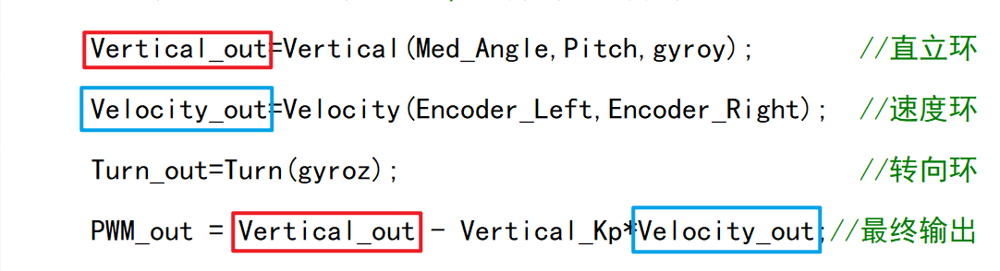 Vertical_out=Vertical(Med_Angle,Pitch,gyroy); //直立环
Velocity_out=Velocity(Encoder_Left,Encoder_Right); //速度环
Turn_out=Turn(gyroz); //转向环
PWM_out = Vertical_out - Vertical_Kp*Velocity_out;//最终输出